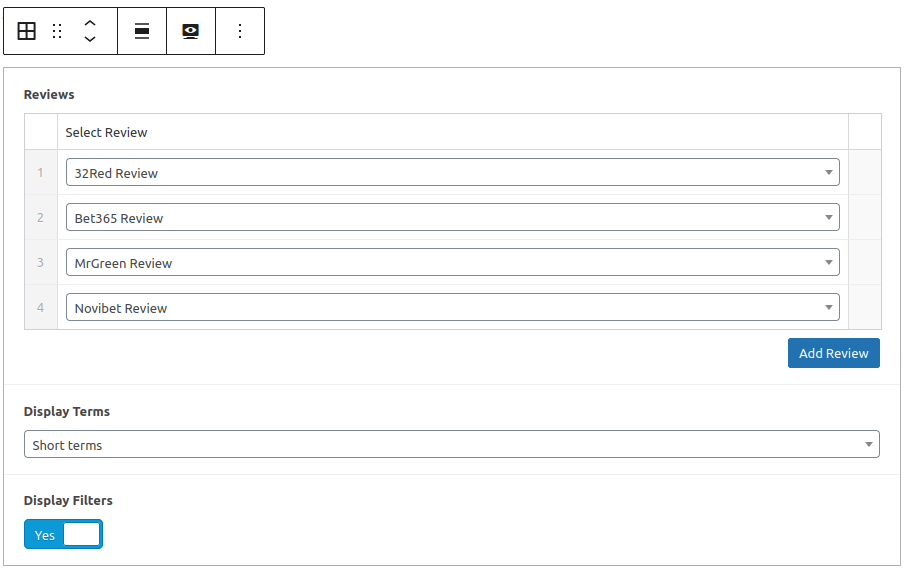 Reviews
Select Review
1 32Red Review
2 Bet365 Review
3 MrGreen Review
4 Novibet Review
Add Review
Display Terms
Short terms
Display Filters
Yes